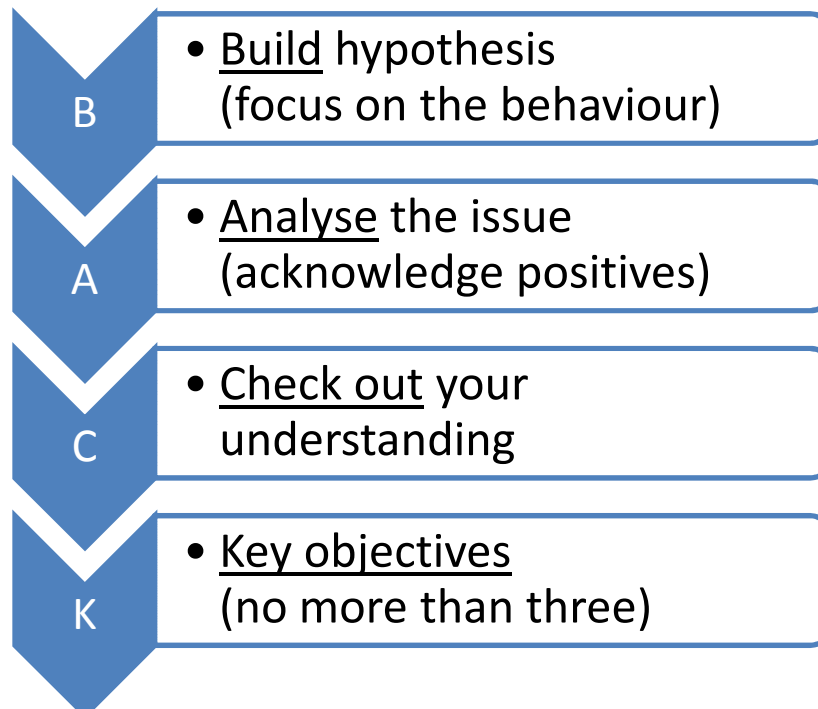 B
• Build hypothesis
(focus on the behaviour)
A
• Analyse the issue
(acknowledge positives)
C
• Check out your
understanding
K
• Key objectives
(no more than three)